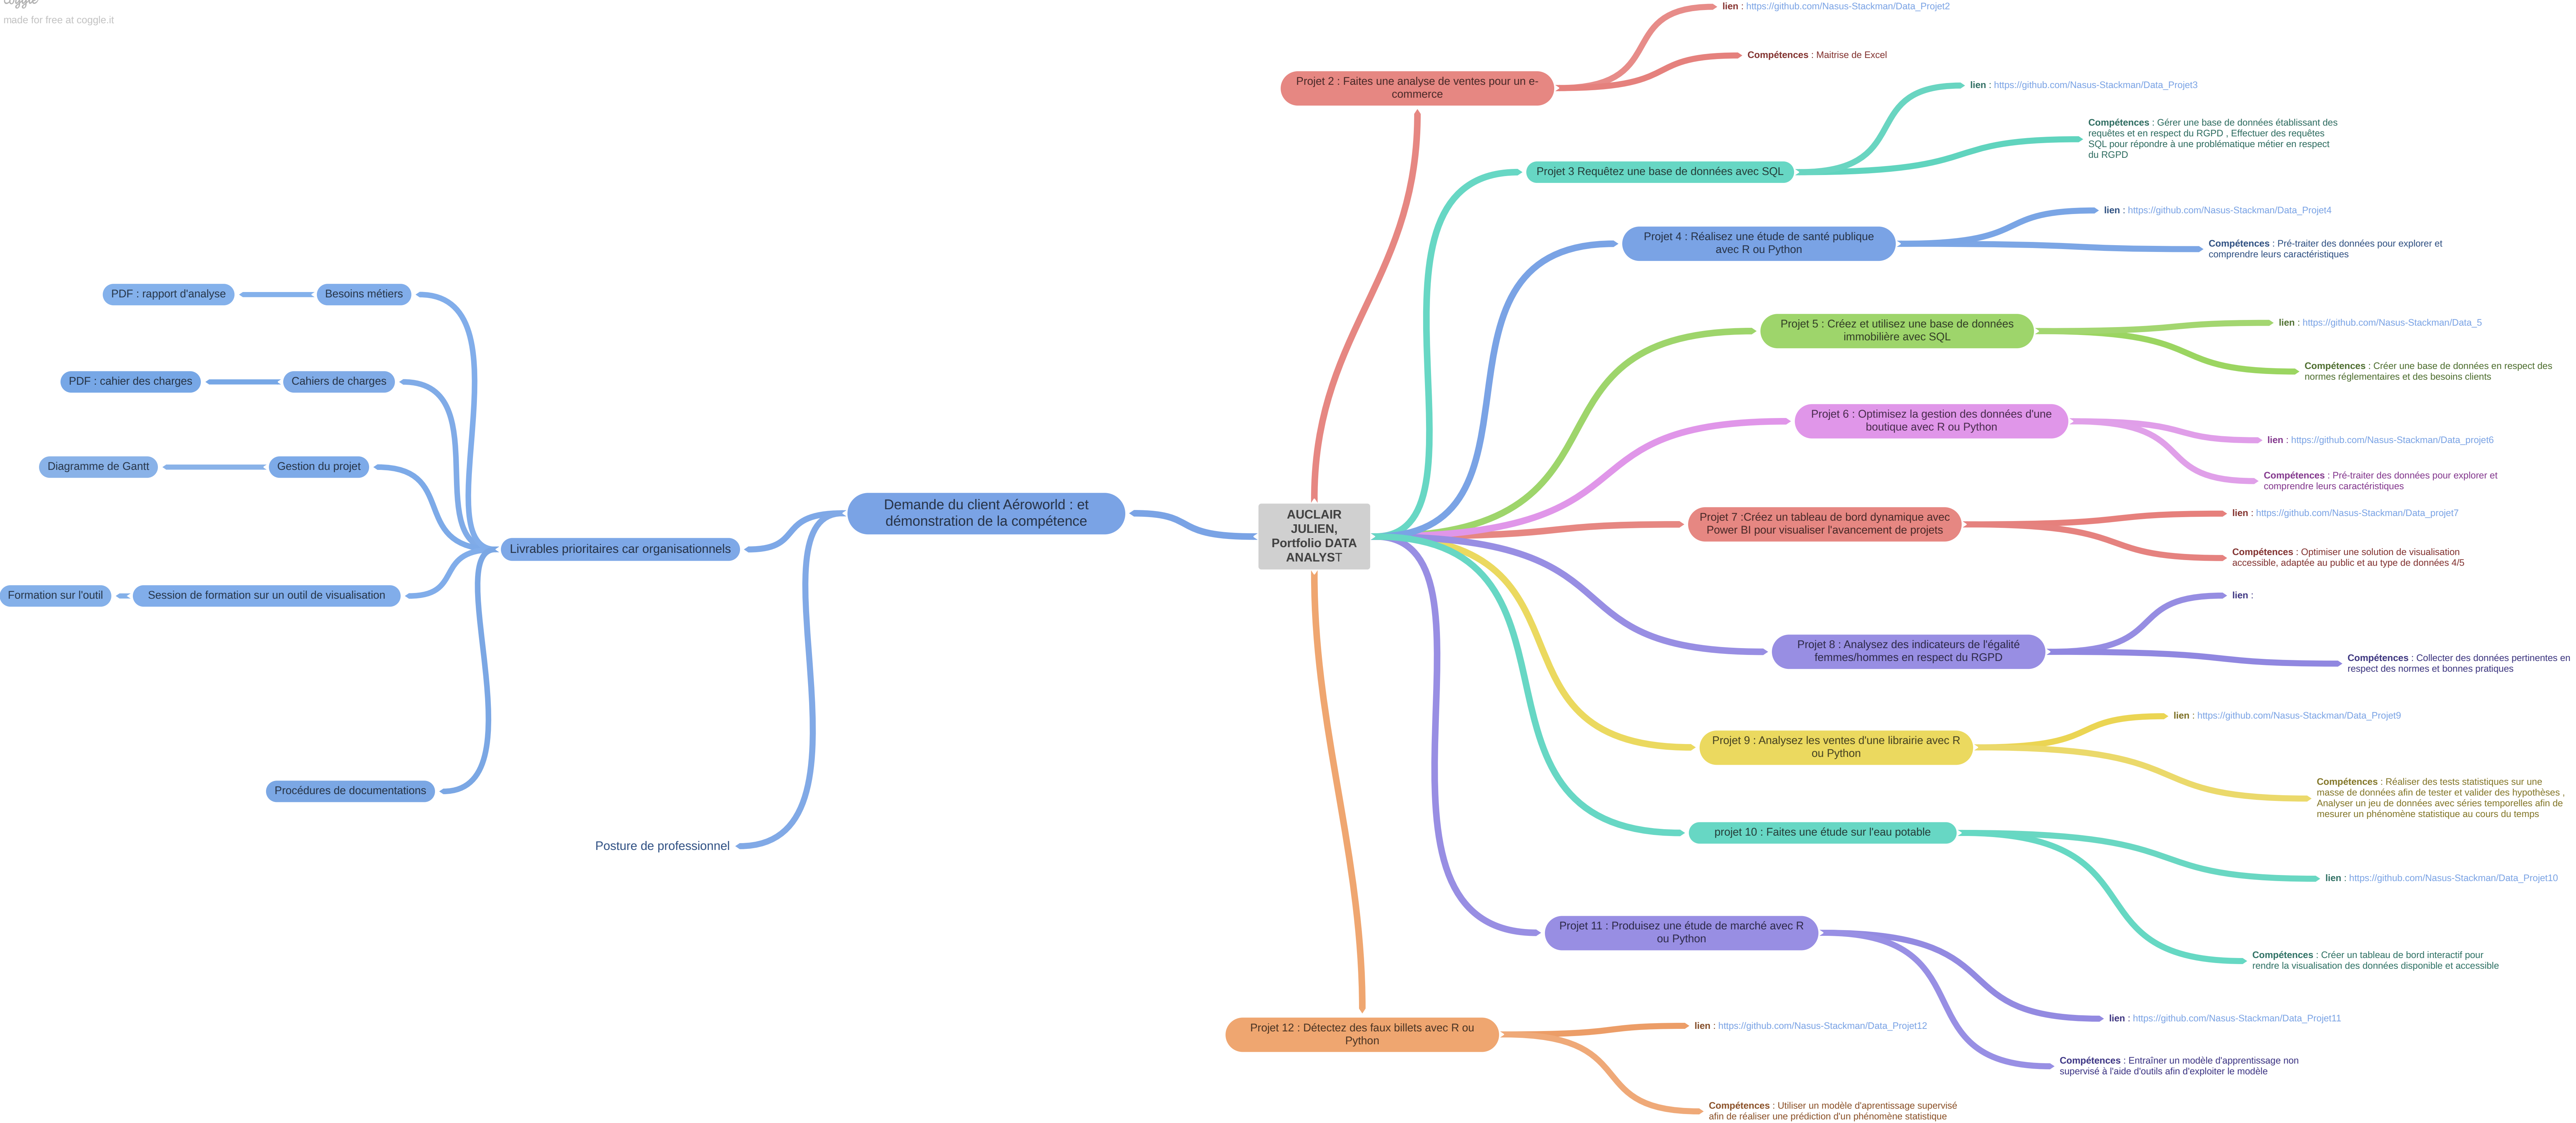 coggle
made for free at coggle.it
lien : https://github.com/Nasus-Stackman/Data_Projet2
Compétences : Maitrise de Excel
Projet 2 : Faites une analyse de ventes pour un e-
commerce
lien : https://github.com/Nasus-Stackman/Data_Projet3
Compétences : Gérer une base de données établissant des
requêtes et en respect du RGPD , Effectuer des requêtes
SQL pour répondre à une problématique métier en respect
du RGPD
Projet 3 Requêtez une base de données avec SQL
lien : https://github.com/Nasus-Stackman/Data_Projet4
Projet 4 : Réalisez une étude de santé publique
avec R ou Python
Compétences : Pré-traiter des données pour explorer et
comprendre leurs caractéristiques
Projet 5 : Créez et utilisez une base de données
immobilière avec SQL
lien : https://github.com/Nasus-Stackman/Data_5
Compétences : Créer une base de données en respect des
normes réglementaires et des besoins clients
Projet 6 : Optimisez la gestion des données d'une
boutique avec R ou Python
lien : https://github.com/Nasus-Stackman/Data_projet6
Compétences : Pré-traiter des données pour explorer et
comprendre leurs caractéristiques
Projet 7 :Créez un tableau de bord dynamique avec
Power BI pour visualiser l'avancement de projets
lien : https://github.com/Nasus-Stackman/Data_projet7
Compétences : Optimiser une solution de visualisation
accessible, adaptée au public et au type de données 4/5
lien :
Projet 8 : Analysez des indicateurs de l'égalité
femmes/hommes en respect du RGPD
Compétences : Collecter des données pertinentes en
respect des normes et bonnes pratiques
lien : https://github.com/Nasus-Stackman/Data_Projet9
Projet 9 : Analysez les ventes d'une librairie avec R
ou Python
Compétences : Réaliser des tests statistiques sur une
masse de données afin de tester et valider des hypothèses ,
Analyser un jeu de données avec séries temporelles afin de
mesurer un phénomène statistique au cours du temps
projet 10 : Faites une étude sur l'eau potable
lien : https://github.com/Nasus-Stackman/Data_Projet10
Compétences : Créer un tableau de bord interactif pour
rendre la visualisation des données disponible et accessible
Projet 11 : Produisez une étude de marché avec R
ou Python
lien : https://github.com/Nasus-Stackman/Data_Projet11
Compétences : Entraîner un modèle d'apprentissage non
supervisé à l'aide d'outils afin d'exploiter le modèle
Projet 12 : Détectez des faux billets avec R ou
Python
lien : https://github.com/Nasus-Stackman/Data_Projet12
Compétences : Utiliser un modèle d'aprentissage supervisé
afin de réaliser une prédiction d'un phénomène statistique
AUCLAIR
JULIEN,
Portfolio DATA
ANALYST
Demande du client Aéroworld : et
démonstration de la compétence
Livrables prioritaires car organisationnels
Besoins métiers
PDF : rapport d'analyse
Cahiers de charges
PDF : cahier des charges
Gestion du projet
Diagramme de Gantt
Session de formation sur un outil de visualisation
Formation sur l'outil
Procédures de documentations
Posture de professionnel